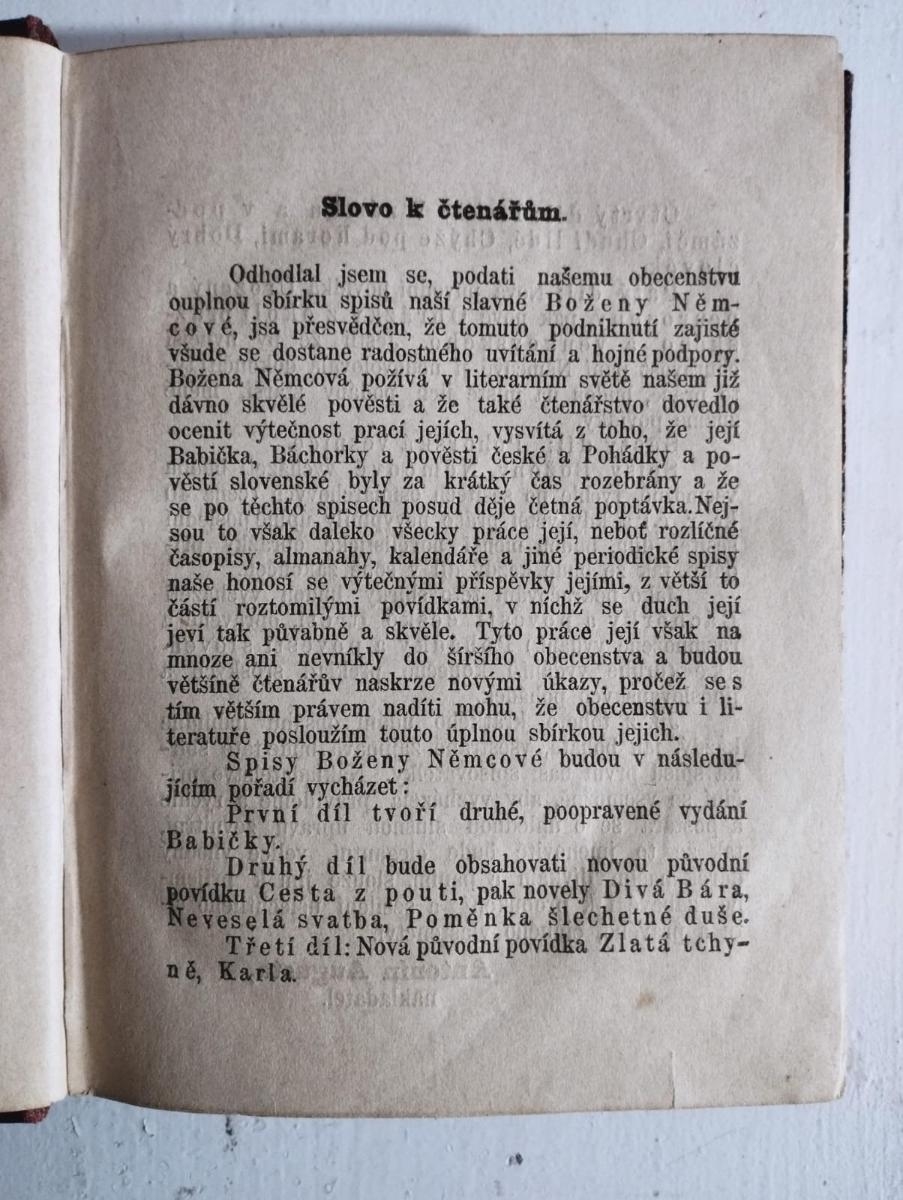 Slovo k čtenářům.
Odhodlal jsem se, podati našemu obecenstvu
ouplnou sbírku spisů naší slavné Boženy Něm-
cové, jsa přesvědčen, že tomuto podniknutí zajisté
všude se dostane radostného uvítání a hojné podpory.
Božena Němcová požívá v literarním světě našem již
dávno skvělé pověsti a že také čtenářstvo dovedlo
ocenit výtečnost prací jejích, vysvítá z toho, že její
Babička, Báchorky a pověsti české a Pohádky a po-
věstí slovenské byly za krátký čas rozebrány a že
se po těchto spisech posud děje četná poptávka. Nej-
sou to však daleko všecky práce její, neboť rozličné
časopisy, almanahy, kalendáře a jiné periodické spisy
naše honosí se výtečnými příspěvky jejími, z větší to
částí roztomilými povídkami, v níchž se duch její
jeví tak půvabně a skvěle. Tyto práce její však na
mnoze ani nevníkly do šíršího obecenstva a budou
většíně čtenářův naskrze novými úkazy, pročež se s
tím větším právem nadíti mohu, že obecenstvu i li-
teratuře posloužím touto úplnou sbírkou jejich.
Spisy Boženy Němcové budou v následu-
jícím pořadí vycházet:
První díl tvoří druhé, poopravené vydání
Babičky.
Druhý díl bude obsahovati novou původní
povídku Cesta z pouti, pak novely Divá Bára,
Neveselá svatba, Poměnka šlechetné duše.
Třetí díl: Nová původní povídka Zlatá tchy-
ně, Karla.